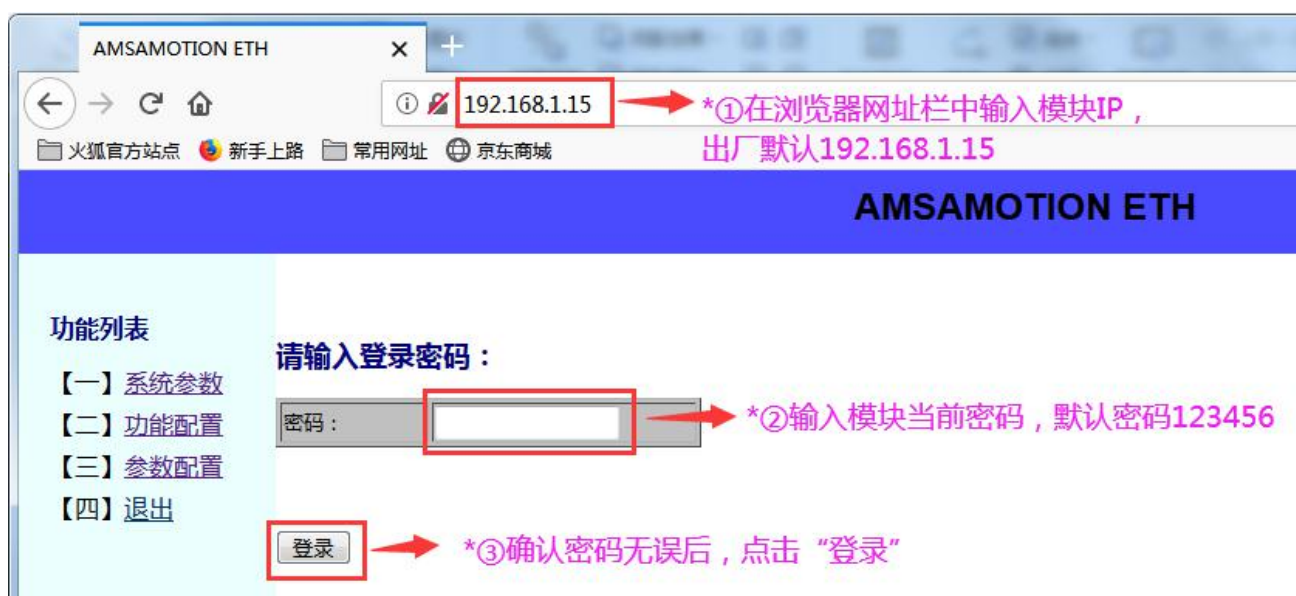 AMSAMOTION ETH
192.168.1.15
*①在浏览器网址栏中输入模块IP，
出厂默认192.168.1.15
火狐官方站点 新手上路 常用网址 京东商城
AMSAMOTION ETH
功能列表
【一】系统参数
【二】功能配置
【三】参数配置
【四】退出
请输入登录密码：
密码：
*②输入模块当前密码，默认密码123456
登录
*③确认密码无误后，点击“登录”